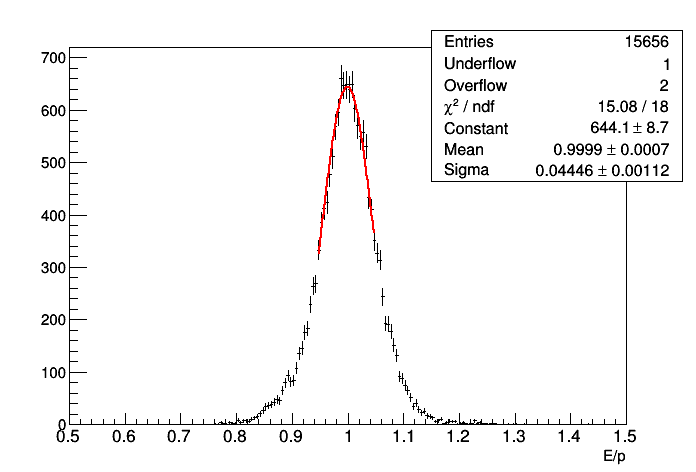 Entries 15656
Underflow 1
Overflow 2
χ² / ndf 15.08 / 18
Constant 644.1 ± 8.7
Mean 0.9999 ± 0.0007
Sigma 0.04446 ± 0.00112
700
600
500
400
300
200
100
0
0.5 0.6 0.7 0.8 0.9 1 1.1 1.2 1.3 1.4 1.5
E/p